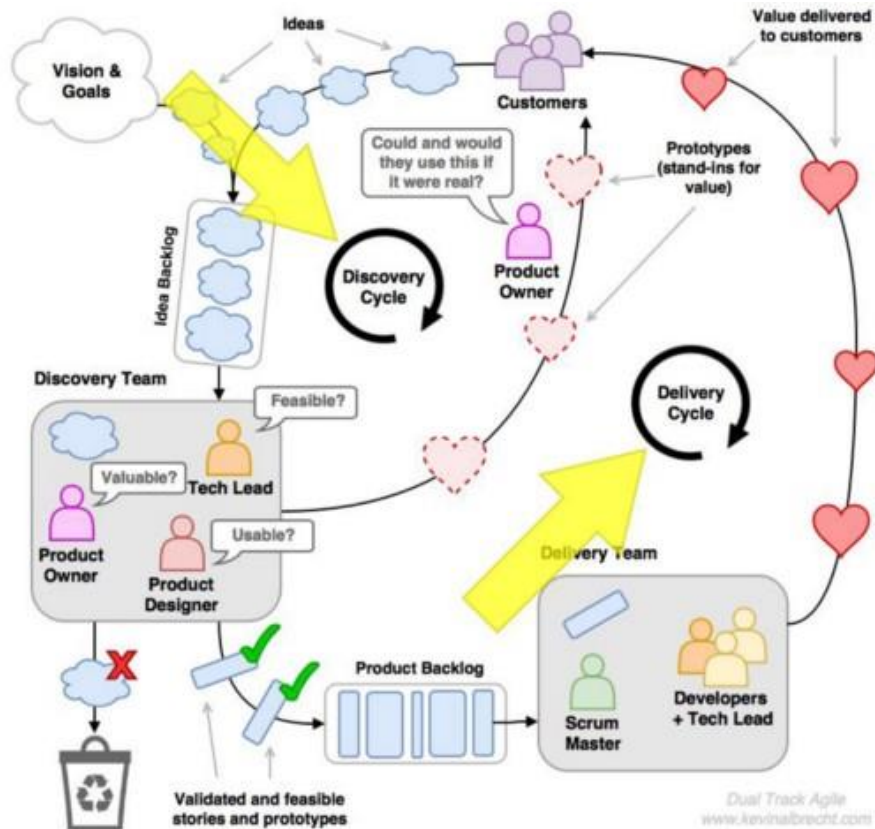 Ideas
Value delivered
to customers
Vision &
Goals
Customers
Could and would
they use this if
it were real?
Prototypes
(stand-ins for
value)
Product
Owner
Idea Backlog
Discovery
Cycle
Delivery
Cycle
Discovery Team
Feasible?
Tech Lead
Valuable?
Product
Owner
Usable?
Product
Designer
Delivery Team
Product Backlog
Scrum
Master
Developers
+ Tech Lead
X
Validated and feasible
stories and prototypes
Dual Track Agile
www.kevinalbrecht.com